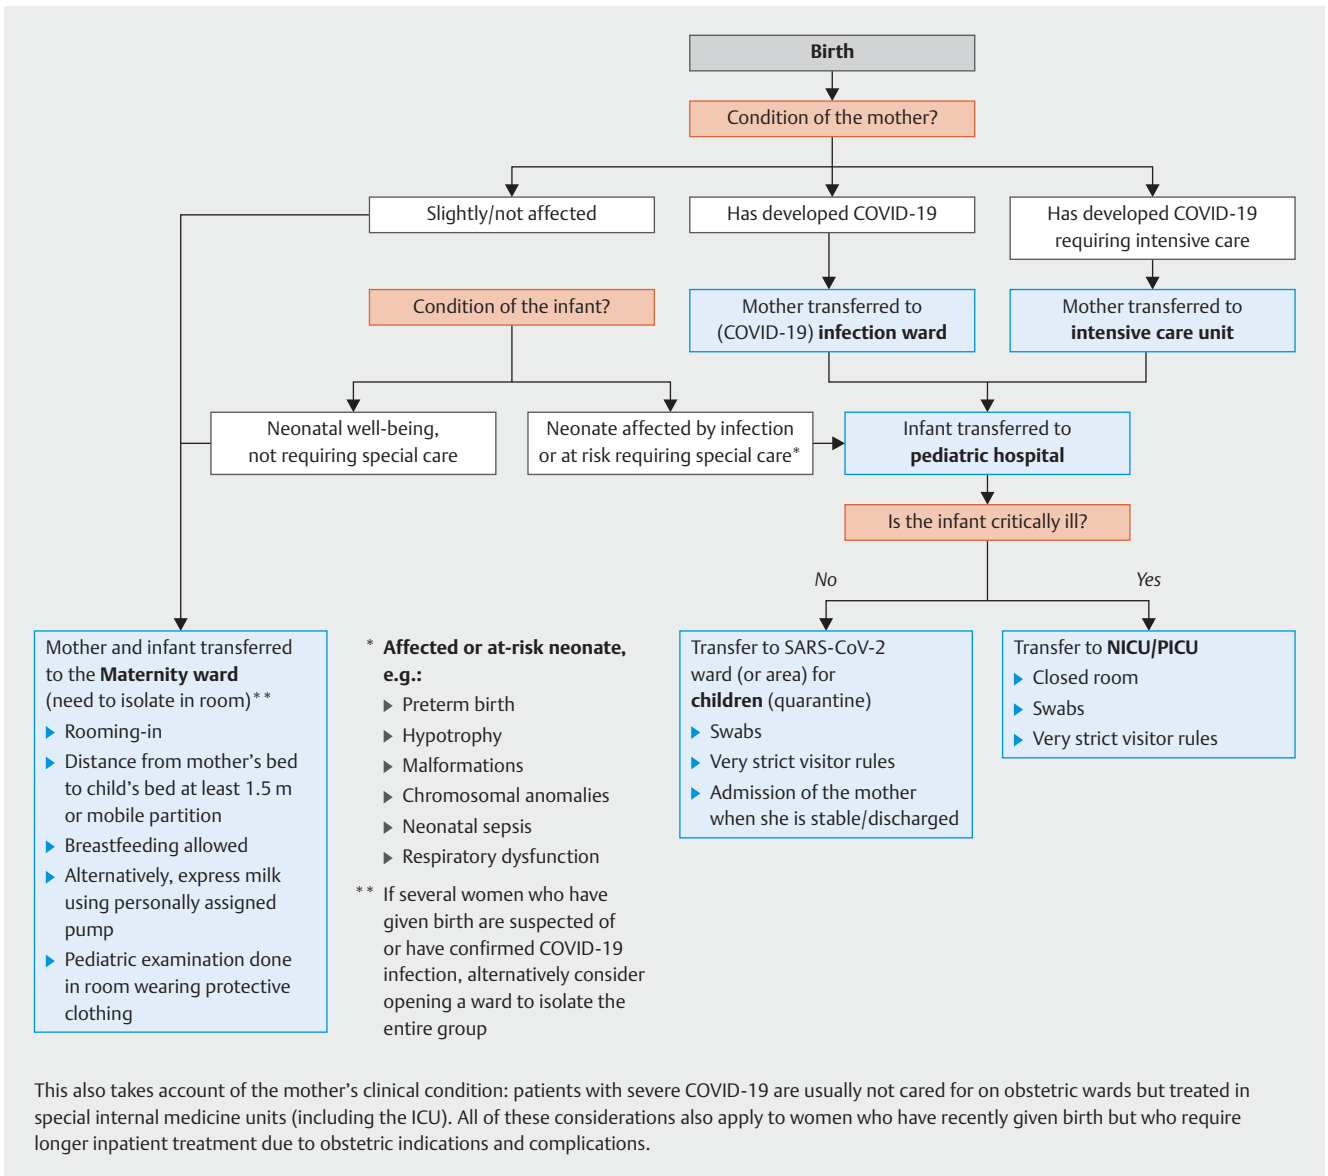 Birth
Condition of the mother?
Slightly/not affected
Has developed COVID-19
Has developed COVID-19
requiring intensive care
Condition of the infant?
Mother transferred to
(COVID-19) infection ward
Mother transferred to
intensive care unit
Neonatal well-being,
not requiring special care
Neonate affected by infection
or at risk requiring special care*
Infant transferred to
pediatric hospital
Is the infant critically ill?
No
Yes
Mother and infant transferred
to the Maternity ward
(need to isolate in room)**
▶ Rooming-in
▶ Distance from mother's bed
to child's bed at least 1.5 m
or mobile partition
▶ Breastfeeding allowed
▶ Alternatively, express milk
using personally assigned
pump
▶ Pediatric examination done
in room wearing protective
clothing
* Affected or at-risk neonate,
e.g.:
▶ Preterm birth
▶ Hypotrophy
▶ Malformations
▶ Chromosomal anomalies
▶ Neonatal sepsis
▶ Respiratory dysfunction
** If several women who have
given birth are suspected of
or have confirmed COVID-19
infection, alternatively consider
opening a ward to isolate the
entire group
Transfer to SARS-CoV-2
ward (or area) for
children (quarantine)
▶ Swabs
▶ Very strict visitor rules
▶ Admission of the mother
when she is stable/discharged
Transfer to NICU/PICU
▶ Closed room
▶ Swabs
▶ Very strict visitor rules
This also takes account of the mother's clinical condition: patients with severe COVID-19 are usually not cared for on obstetric wards but treated in
special internal medicine units (including the ICU). All of these considerations also apply to women who have recently given birth but who require
longer inpatient treatment due to obstetric indications and complications.